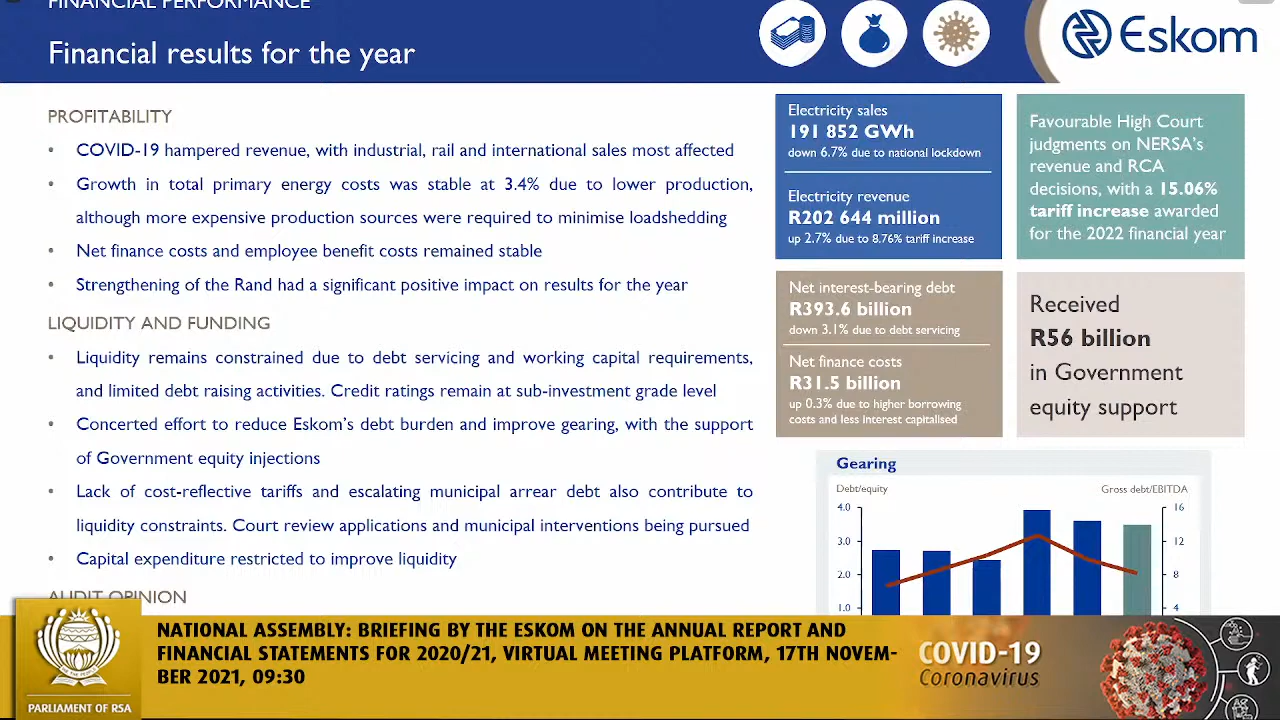 FINANCIAL PERFORMANCE
Financial results for the year
Eskom
PROFITABILITY
• COVID-19 hampered revenue, with industrial, rail and international sales most affected
• Growth in total primary energy costs was stable at 3.4% due to lower production,
although more expensive production sources were required to minimise loadshedding
• Net finance costs and employee benefit costs remained stable
• Strengthening of the Rand had a significant positive impact on results for the year
LIQUIDITY AND FUNDING
• Liquidity remains constrained due to debt servicing and working capital requirements,
and limited debt raising activities. Credit ratings remain at sub-investment grade level
• Concerted effort to reduce Eskom's debt burden and improve gearing, with the support
of Government equity injections
• Lack of cost-reflective tariffs and escalating municipal arrear debt also contribute to
liquidity constraints. Court review applications and municipal interventions being pursued
• Capital expenditure restricted to improve liquidity
AUDIT OPINION
Electricity sales
191 852 GWh
down 6.7% due to national lockdown
Electricity revenue
R202 644 million
up 2.7% due to 8.76% tariff increase
Favourable High Court
judgments on NERSA's
revenue and RCA
decisions, with a 15.06%
tariff increase awarded
for the 2022 financial year
Net interest-bearing debt
R393.6 billion
down 3.1% due to debt servicing
Net finance costs
R31.5 billion
up 0.3% due to higher borrowing
costs and less interest capitalised
Received
R56 billion
in Government
equity support
Gearing
Debt/equity Gross debt/EBITDA
4.0 16
3.0 12
2.0 8
1.0 4
NATIONAL ASSEMBLY: BRIEFING BY THE ESKOM ON THE ANNUAL REPORT AND
FINANCIAL STATEMENTS FOR 2020/21, VIRTUAL MEETING PLATFORM, 17TH NOVEM-
BER 2021, 09:30
PARLIAMENT OF RSA
COVID-19
Coronavirus